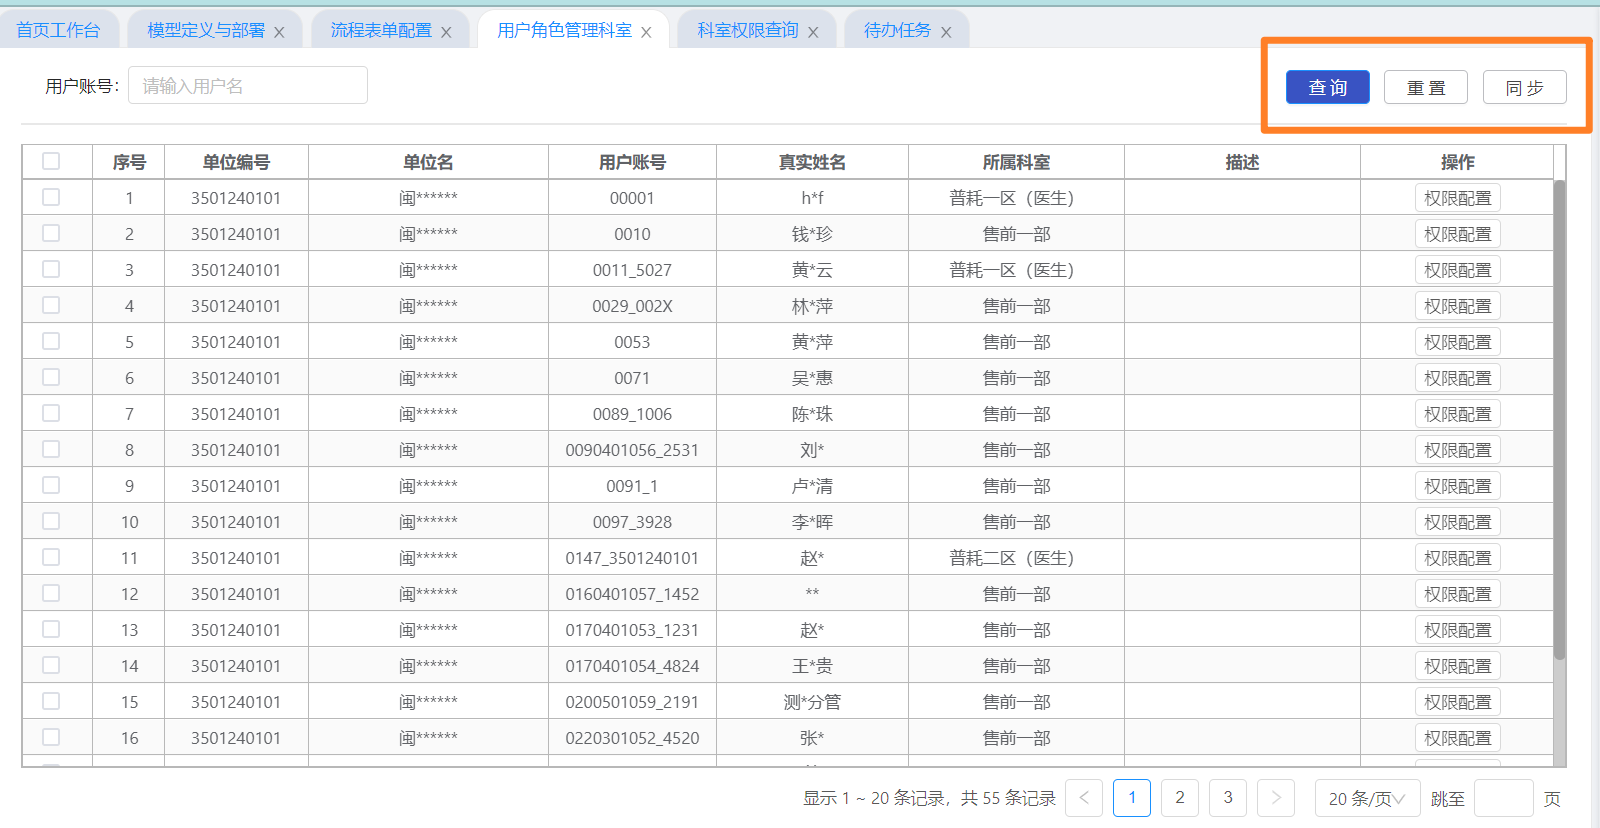 首页工作台 模型定义与部署 × 流程表单配置 × 用户角色管理科室 × 科室权限查询 × 待办任务 ×
用户账号： 请输入用户名 查 询 重 置 同 步
序号 单位编号 单位名 用户账号 真实姓名 所属科室 描述 操作
1 3501240101 闽****** 00001 h*f 普耗一区（医生） 权限配置
2 3501240101 闽****** 0010 钱*珍 售前一部 权限配置
3 3501240101 闽****** 0011_5027 黄*云 普耗一区（医生） 权限配置
4 3501240101 闽****** 0029_002X 林*萍 售前一部 权限配置
5 3501240101 闽****** 0053 黄*萍 售前一部 权限配置
6 3501240101 闽****** 0071 吴*惠 售前一部 权限配置
7 3501240101 闽****** 0089_1006 陈*珠 售前一部 权限配置
8 3501240101 闽****** 0090401056_2531 刘* 售前一部 权限配置
9 3501240101 闽****** 0091_1 卢*清 售前一部 权限配置
10 3501240101 闽****** 0097_3928 李*晖 售前一部 权限配置
11 3501240101 闽****** 0147_3501240101 赵* 普耗二区（医生） 权限配置
12 3501240101 闽****** 0160401057_1452 ** 售前一部 权限配置
13 3501240101 闽****** 0170401053_1231 赵* 售前一部 权限配置
14 3501240101 闽****** 0170401054_4824 王*贵 售前一部 权限配置
15 3501240101 闽****** 0200501059_2191 测*分管 售前一部 权限配置
16 3501240101 闽****** 0220301052_4520 张* 售前一部 权限配置
显示 1 ~ 20 条记录，共 55 条记录 < 1 2 3 > 20 条/页 跳至 页